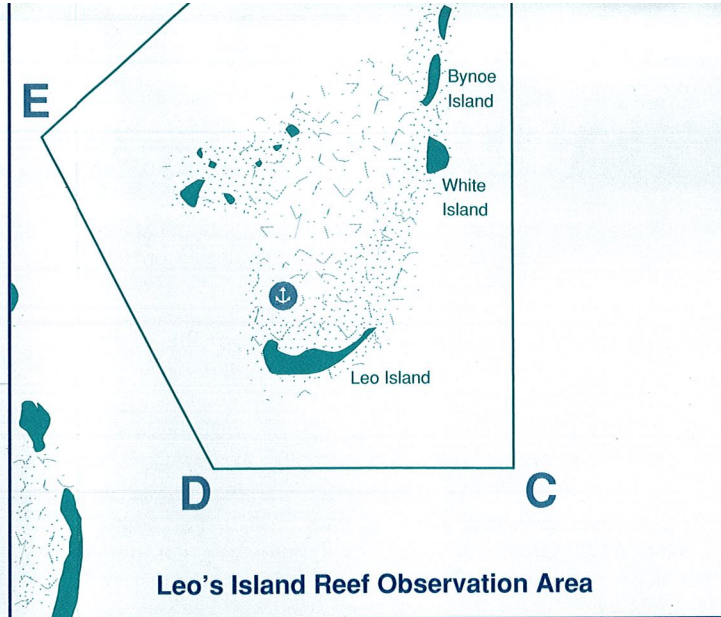 E
Bynoe
Island
White
Island
Leo Island
D
C
Leo's Island Reef Observation Area